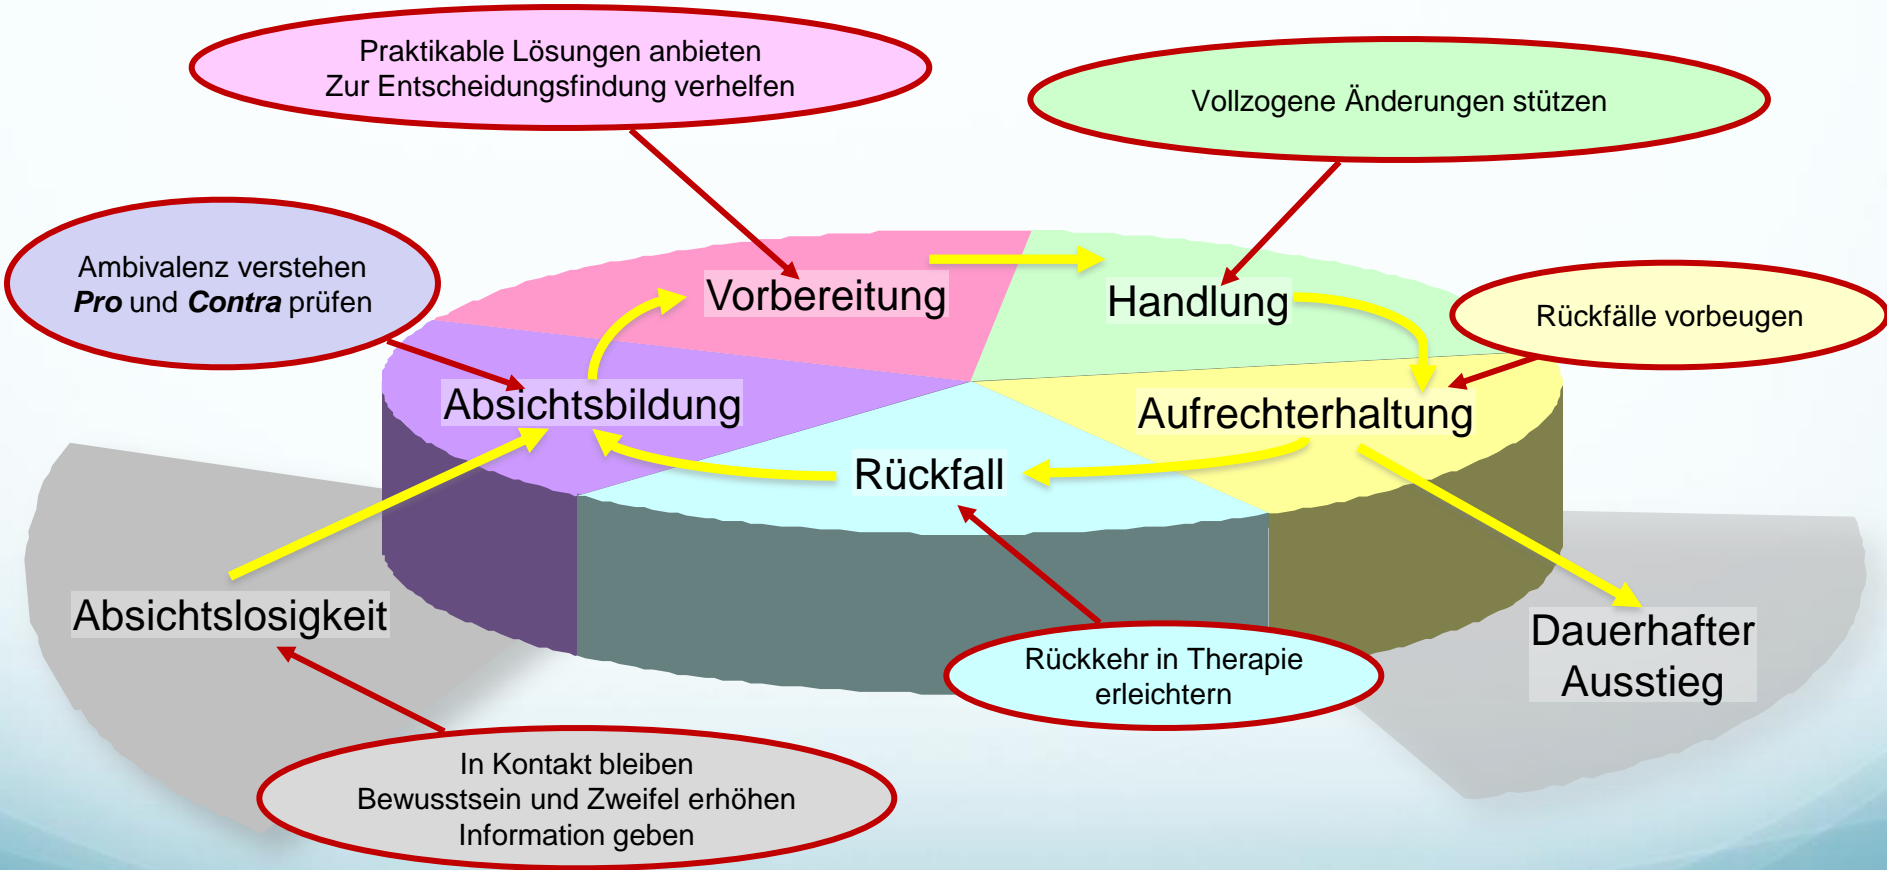 Praktikable Lösungen anbieten
Zur Entscheidungsfindung verhelfen
Vollzogene Änderungen stützen
Ambivalenz verstehen
Pro und Contra prüfen
Vorbereitung
Handlung
Rückfälle vorbeugen
Absichtsbildung
Aufrechterhaltung
Rückfall
Absichtslosigkeit
Dauerhafter
Ausstieg
Rückkehr in Therapie
erleichtern
In Kontakt bleiben
Bewusstsein und Zweifel erhöhen
Information geben